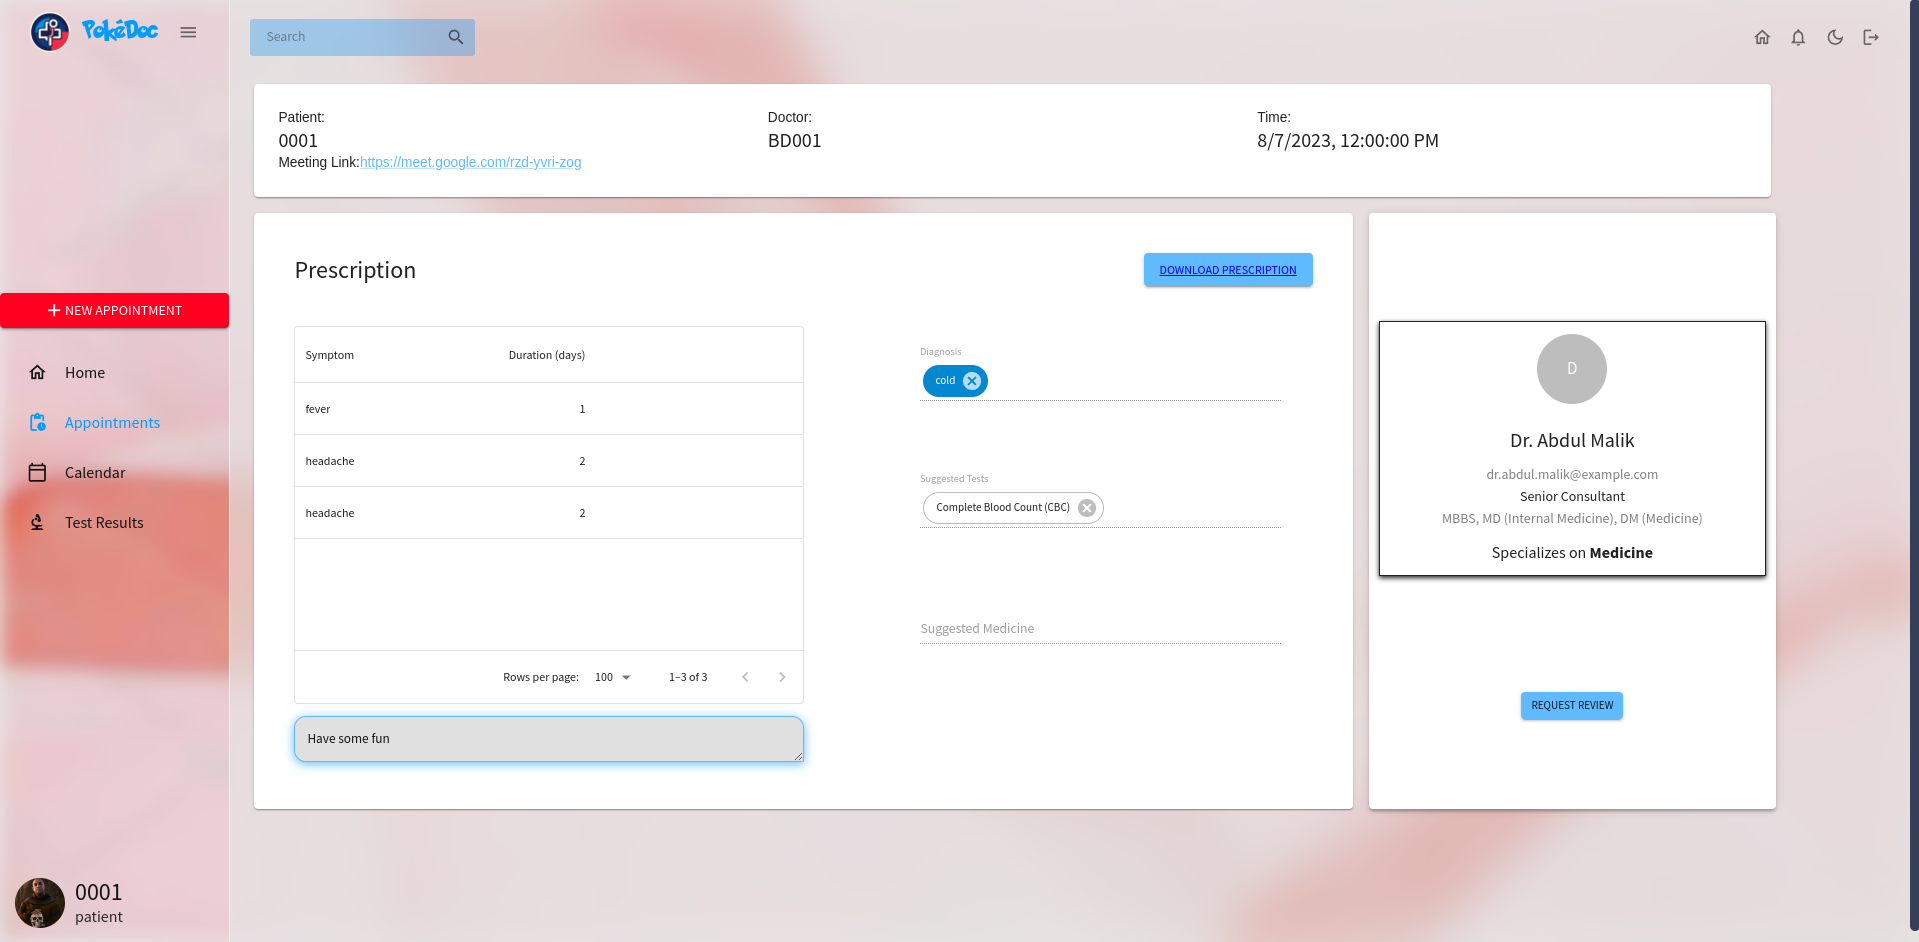 PokéDoc
Search
Patient:
0001
Meeting Link:https://meet.google.com/rzd-yvri-zog
Doctor:
BD001
Time:
8/7/2023, 12:00:00 PM
NEW APPOINTMENT
Home
Appointments
Calendar
Test Results
0001
patient
Prescription
DOWNLOAD PRESCRIPTION
Symptom Duration (days)
fever 1
headache 2
headache 2
Rows per page: 100 1–3 of 3
Have some fun
Diagnosis
cold
Suggested Tests
Complete Blood Count (CBC)
Suggested Medicine
D
Dr. Abdul Malik
dr.abdul.malik@example.com
Senior Consultant
MBBS, MD (Internal Medicine), DM (Medicine)
Specializes on Medicine
REQUEST REVIEW